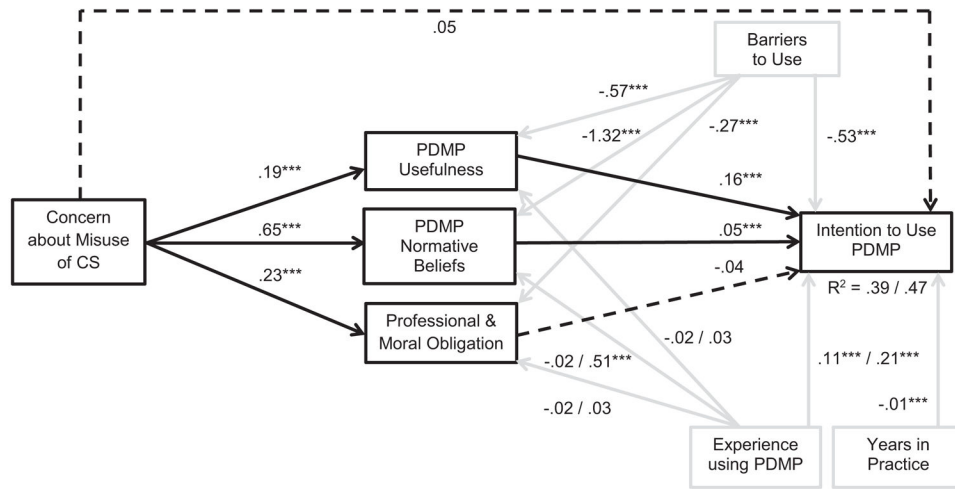 .05
Barriers
to Use
-.57***
-1.32***
-.27***
-.53***
PDMP
Usefulness
.19***
.16***
Concern
about Misuse
of CS
.65***
PDMP
Normative
Beliefs
.05***
Intention to Use
PDMP
.23***
-.04
R² = .39 / .47
Professional &
Moral Obligation
-.02 / .03
-.02 / .51***
.11*** / .21***
-.02 / .03
-.01***
Experience
using PDMP
Years in
Practice